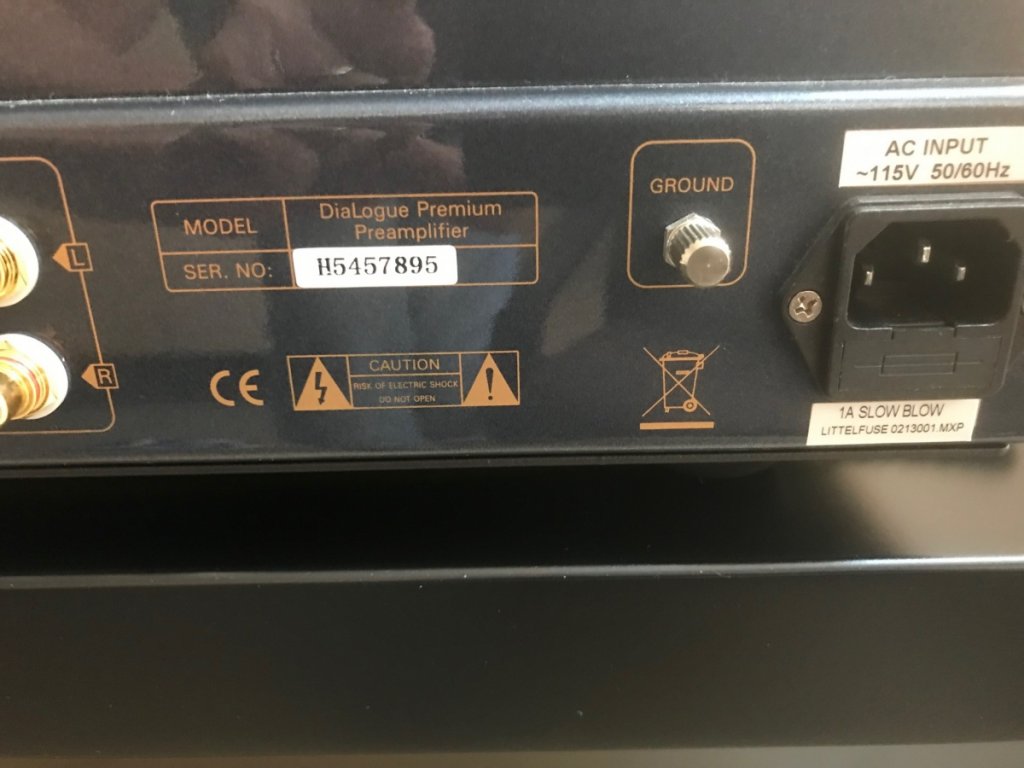 L
R
MODEL
DiaLogue Premium
Preamplifier
SER. NO:
H5457895
CE
CAUTION
RISK OF ELECTRIC SHOCK
DO NOT OPEN
GROUND
AC INPUT
~115V 50/60Hz
1A SLOW BLOW
LITTELFUSE 0213001.MXP